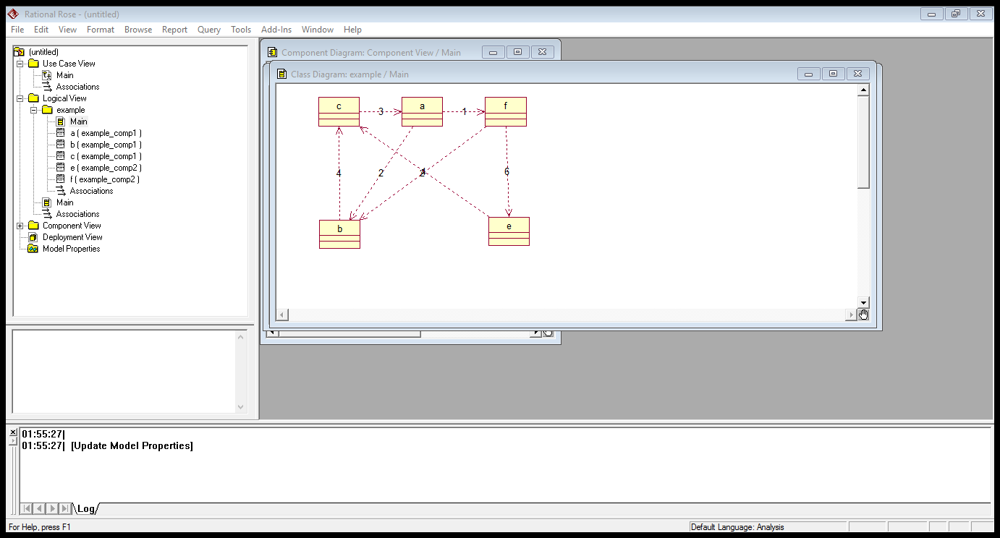 Rational Rose - (untitled)
File Edit View Format Browse Report Query Tools Add-Ins Window Help
(untitled)
Use Case View
Main
Associations
Logical View
example
Main
a ( example_comp1 )
b ( example_comp1 )
c ( example_comp1 )
e ( example_comp2 )
f ( example_comp2 )
Associations
Main
Associations
Component View
Deployment View
Model Properties
Component Diagram: Component View / Main
Class Diagram: example / Main
c 3 a 1 f
4 2 6
b e
01:55:27|
01:55:27| [Update Model Properties]
Log
For Help, press F1
Default Language: Analysis